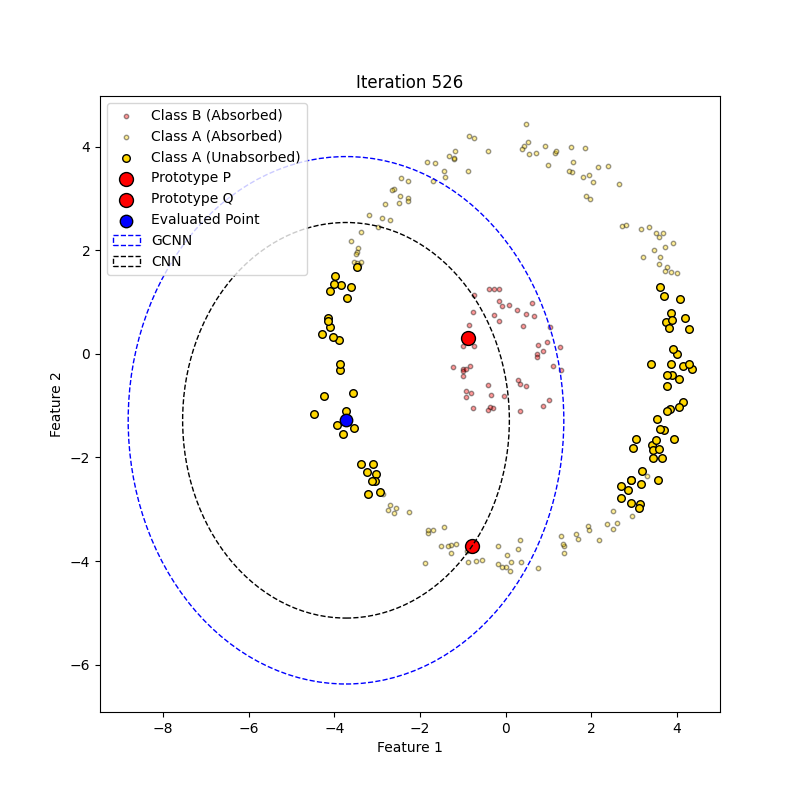 Iteration 526
Class B (Absorbed)
Class A (Absorbed)
Class A (Unabsorbed)
Prototype P
Prototype Q
Evaluated Point
GCNN
CNN
4
2
0
−2
−4
−6
Feature 2
−8
−6
−4
−2
0
2
4
Feature 1